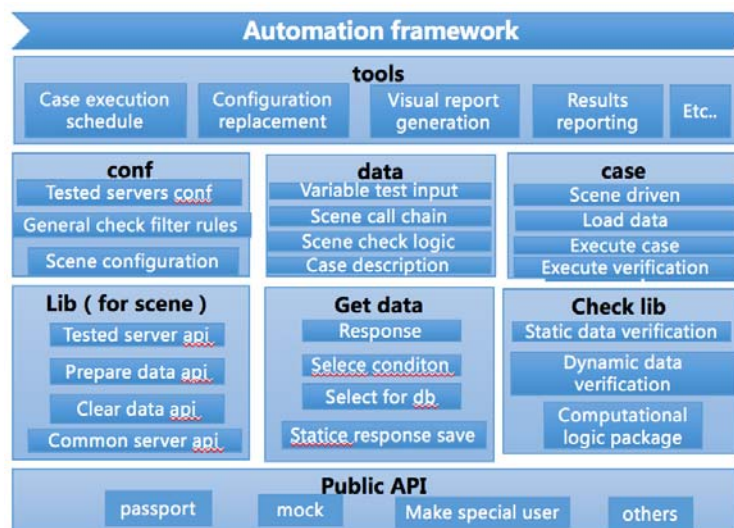 Automation framework
tools
Case execution
schedule
Configuration
replacement
Visual report
generation
Results
reporting
Etc..
conf
Tested servers conf
General check filter rules
Scene configuration
data
Variable test input
Scene call chain
Scene check logic
Case description
case
Scene driven
Load data
Execute case
Execute verification
Lib ( for scene )
Tested server api
Prepare data api
Clear data api
Common server api
Get data
Response
Selece conditon
Select for db
Statice response save
Check lib
Static data verification
Dynamic data
verification
Computational
logic package
Public API
passport
mock
Make special user
others